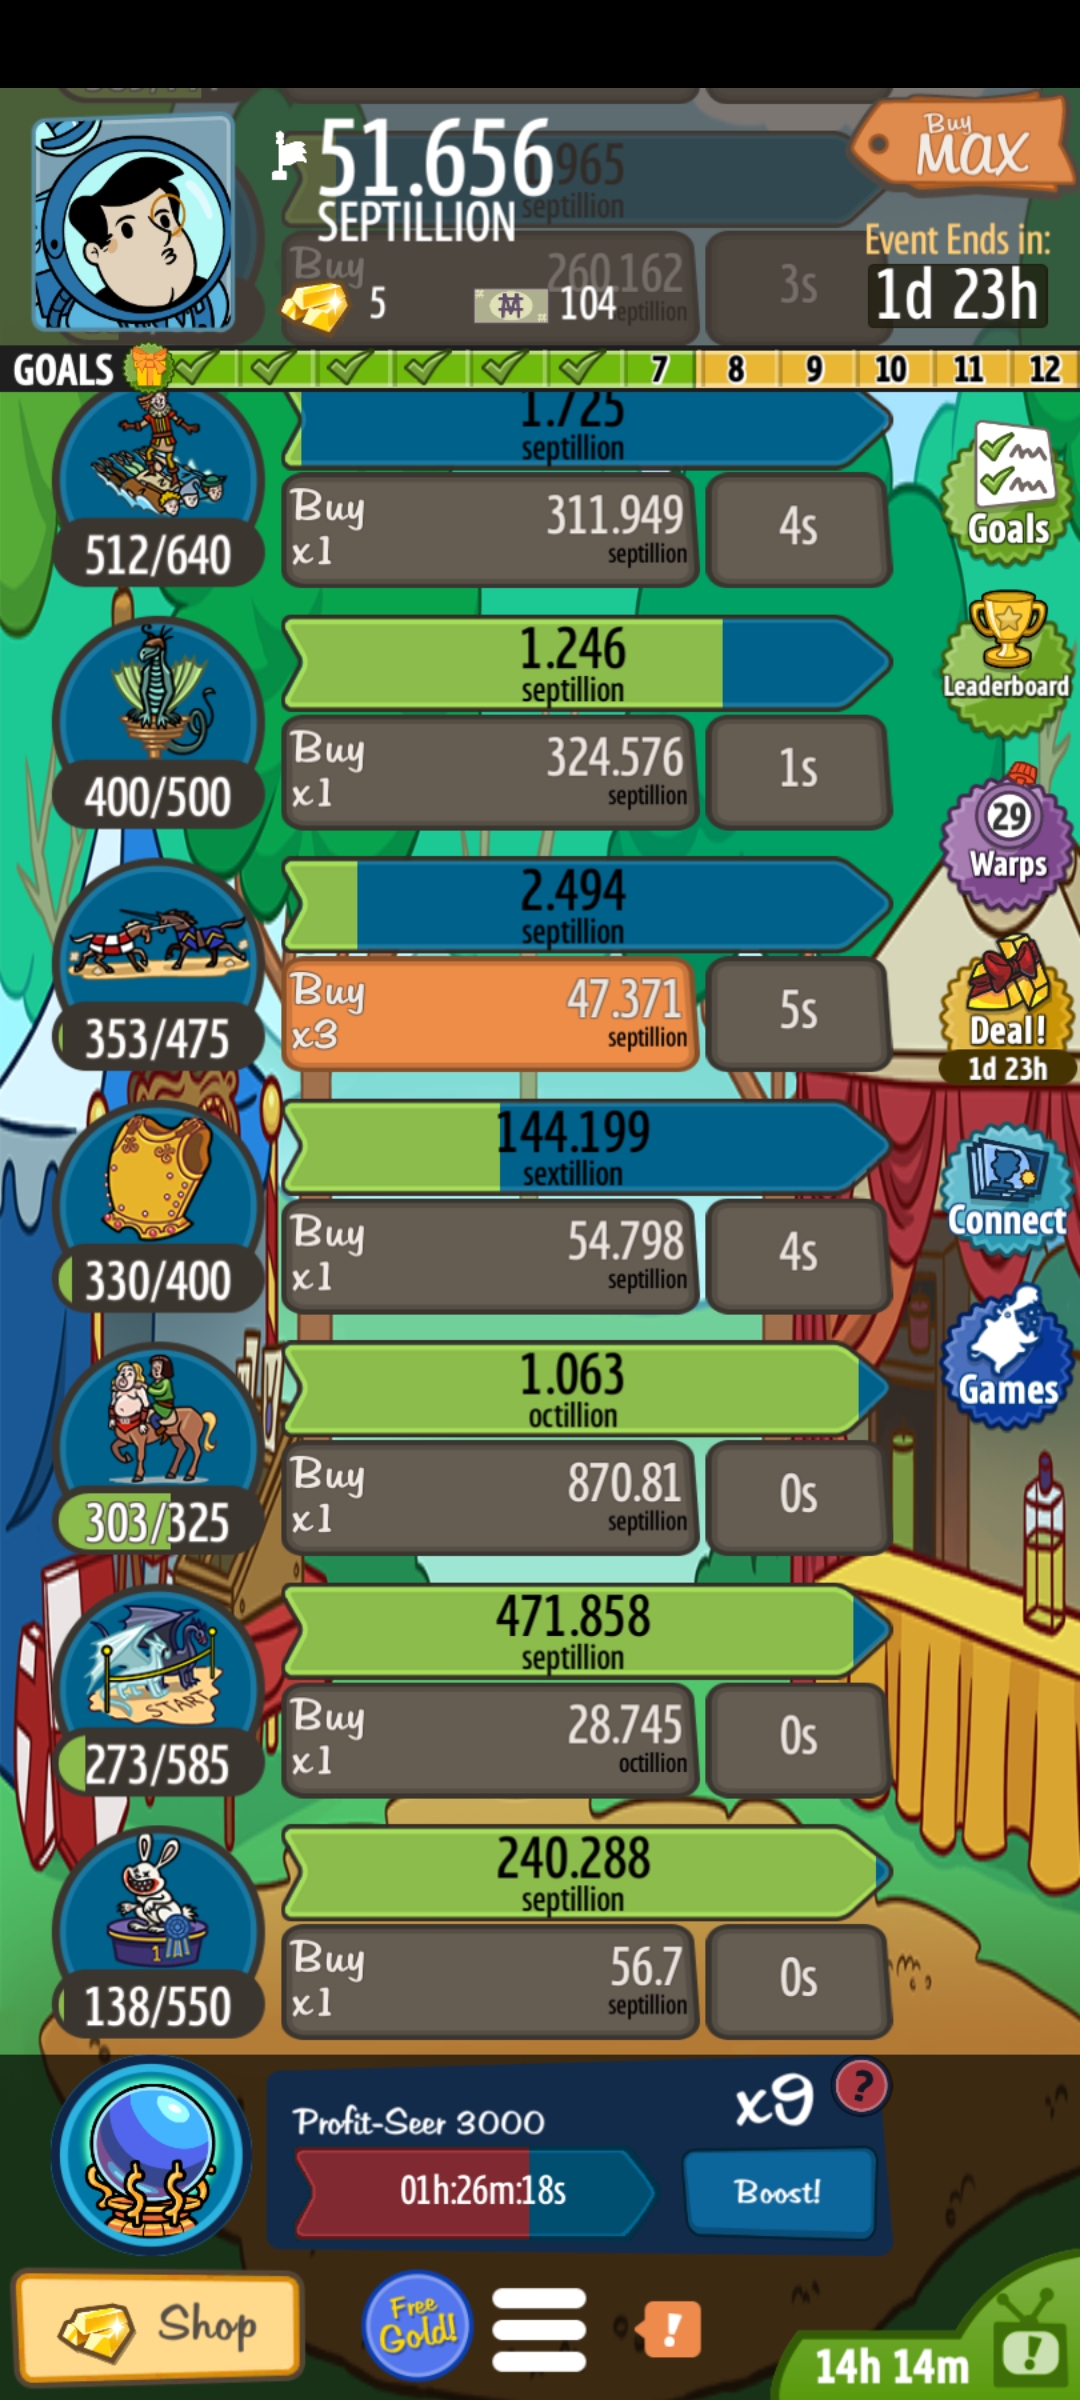 51.656
SEPTILLION
965
septillion
Buy
MAX
Event Ends in:
1d 23h
Buy
260.162
septillion
3s
5
104
GOALS
7
8
9
10
11
12
1.725
septillion
512/640
Buy
x1
311.949
septillion
4s
Goals
1.246
septillion
400/500
Buy
x1
324.576
septillion
1s
Leaderboard
29
Warps
2.494
septillion
353/475
Buy
x3
47.371
septillion
5s
Deal!
1d 23h
144.199
sextillion
330/400
Buy
x1
54.798
septillion
4s
Connect
1.063
octillion
303/325
Buy
x1
870.81
septillion
0s
Games
471.858
septillion
START
273/585
Buy
x1
28.745
octillion
0s
240.288
septillion
1
138/550
Buy
x1
56.7
septillion
0s
Profit-Seer 3000
x9
?
01h:26m:18s
Boost!
Shop
Free
Gold!
!
14h 14m
!